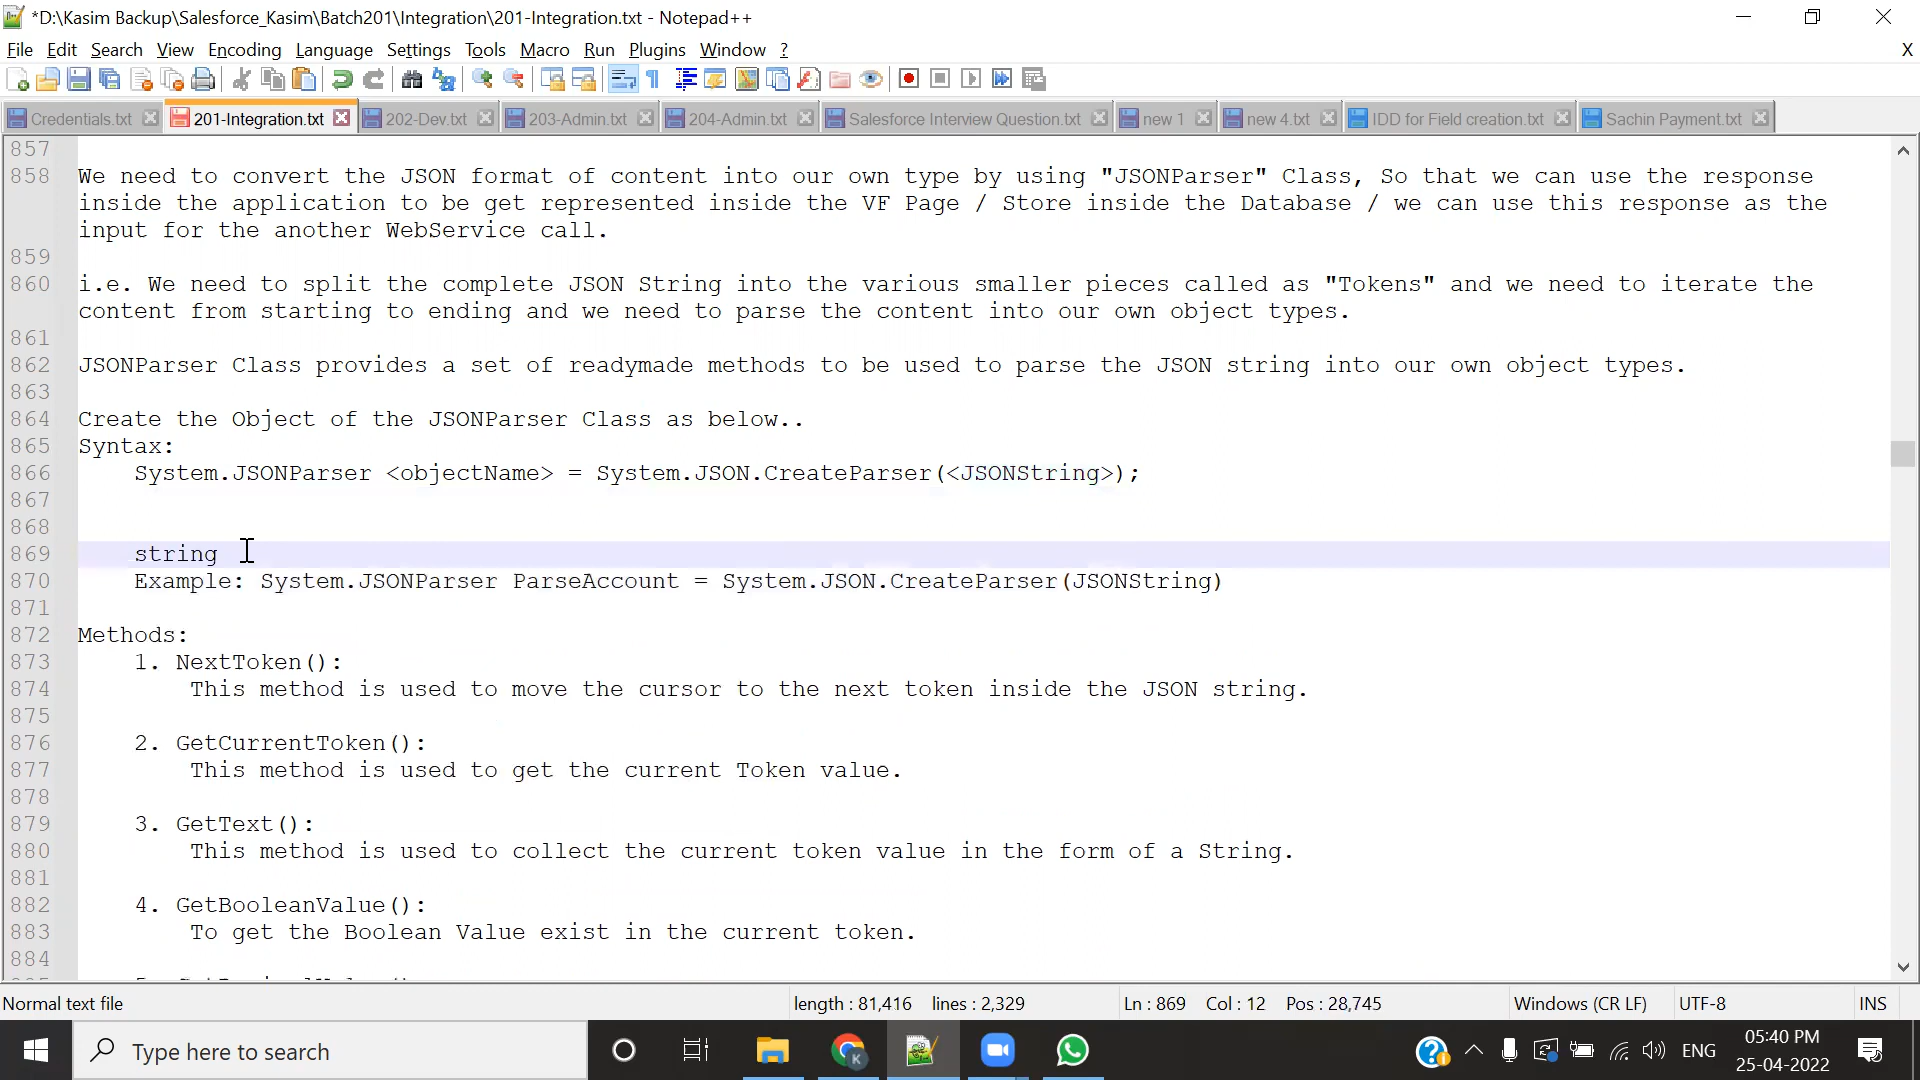 *D:\Kasim Backup\Salesforce_Kasim\Batch201\Integration\201-Integration.txt - Notepad++
File Edit Search View Encoding Language Settings Tools Macro Run Plugins Window ? X
Credentials.txt 201-Integration.txt 202-Dev.txt 203-Admin.txt 204-Admin.txt Salesforce Interview Question.txt new 1 new 4.txt IDD for Field creation.txt Sachin Payment.txt
857
858 We need to convert the JSON format of content into our own type by using "JSONParser" Class, So that we can use the response
inside the application to be get represented inside the VF Page / Store inside the Database / we can use this response as the
input for the another WebService call.
859
860 i.e. We need to split the complete JSON String into the various smaller pieces called as "Tokens" and we need to iterate the
content from starting to ending and we need to parse the content into our own object types.
861
862 JSONParser Class provides a set of readymade methods to be used to parse the JSON string into our own object types.
863
864 Create the Object of the JSONParser Class as below..
865 Syntax:
866 System.JSONParser <objectName> = System.JSON.CreateParser(<JSONString>);
867
868
869 string
870 Example: System.JSONParser ParseAccount = System.JSON.CreateParser(JSONString)
871
872 Methods:
873 1. NextToken():
874 This method is used to move the cursor to the next token inside the JSON string.
875
876 2. GetCurrentToken():
877 This method is used to get the current Token value.
878
879 3. GetText():
880 This method is used to collect the current token value in the form of a String.
881
882 4. GetBooleanValue():
883 To get the Boolean Value exist in the current token.
884
Normal text file length : 81,416 lines : 2,329 Ln : 869 Col : 12 Pos : 28,745 Windows (CR LF) UTF-8 INS
Type here to search ENG 05:40 PM
25-04-2022